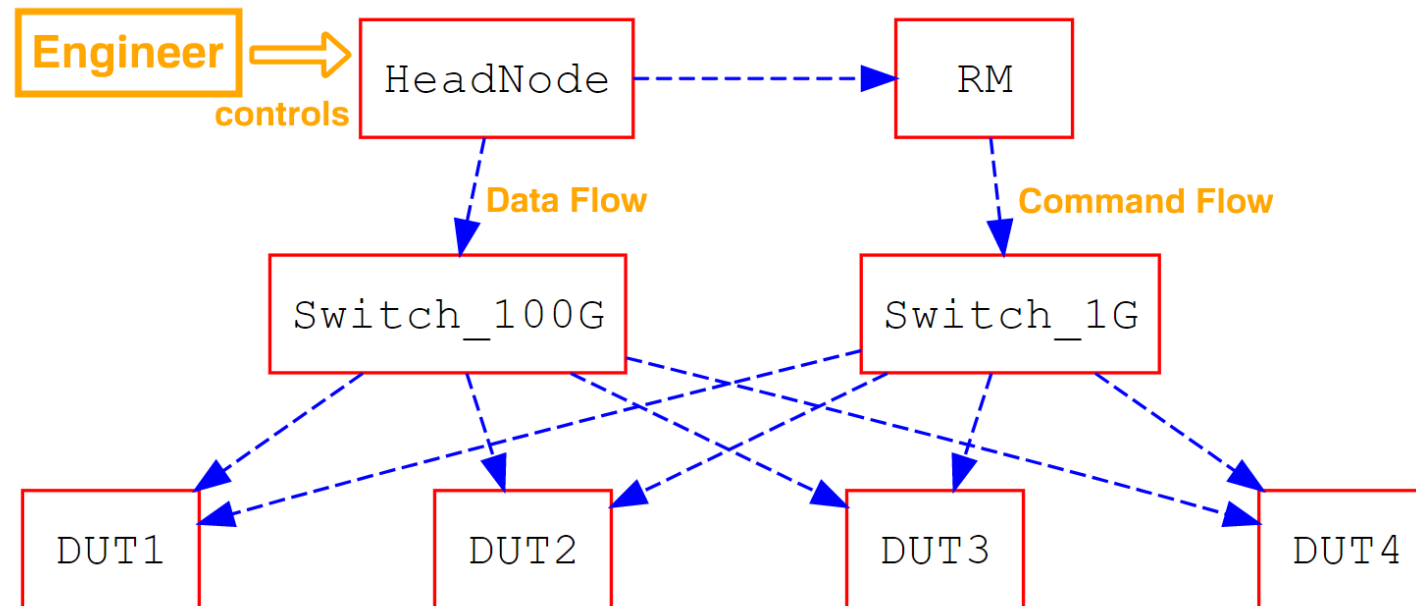 Engineer
controls
HeadNode
RM
Data Flow
Command Flow
Switch_100G
Switch_1G
DUT1
DUT2
DUT3
DUT4